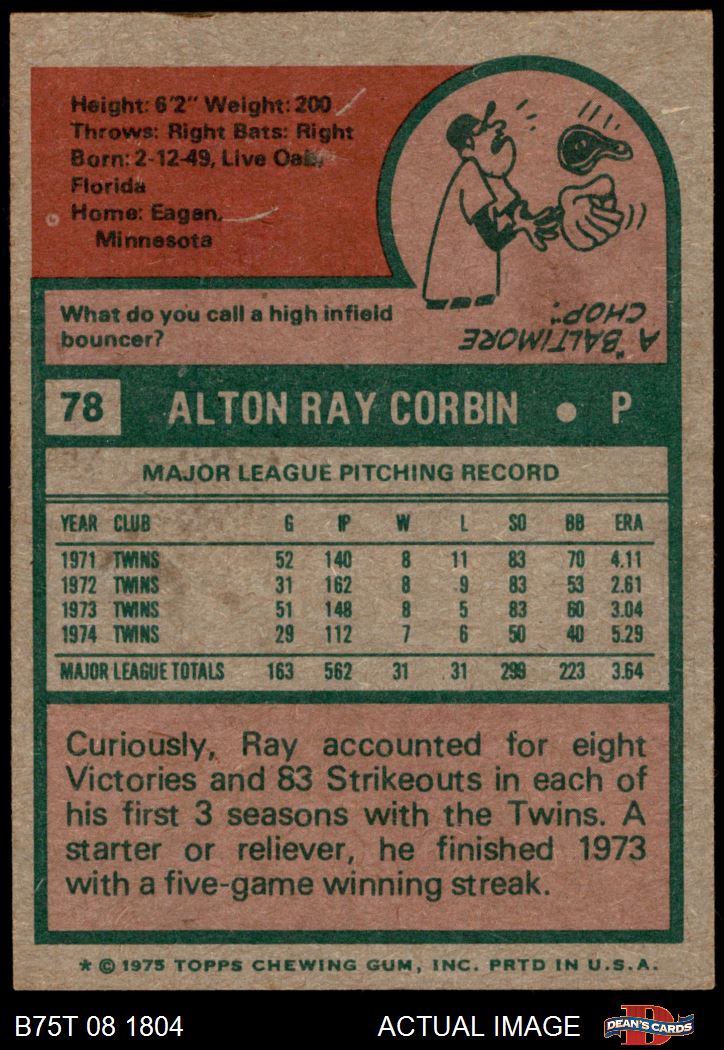 Height: 6'2" Weight: 200
Throws: Right Bats: Right
Born: 2-12-49, Live Oak,
Florida
Home: Eagen,
Minnesota
What do you call a high infield
bouncer?
A "BALTIMORE
CHOP".
78 ALTON RAY CORBIN • P
MAJOR LEAGUE PITCHING RECORD
YEAR CLUB G IP W L SO BB ERA
1971 TWINS 52 140 8 11 83 70 4.11
1972 TWINS 31 162 8 9 83 53 2.61
1973 TWINS 51 148 8 5 83 60 3.04
1974 TWINS 29 112 7 6 50 40 5.29
MAJOR LEAGUE TOTALS 163 562 31 31 299 223 3.64
Curiously, Ray accounted for eight
Victories and 83 Strikeouts in each of
his first 3 seasons with the Twins. A
starter or reliever, he finished 1973
with a five-game winning streak.
* © 1975 TOPPS CHEWING GUM, INC. PRTD IN U.S.A.
B75T 08 1804 ACTUAL IMAGE D DEAN'S CARDS